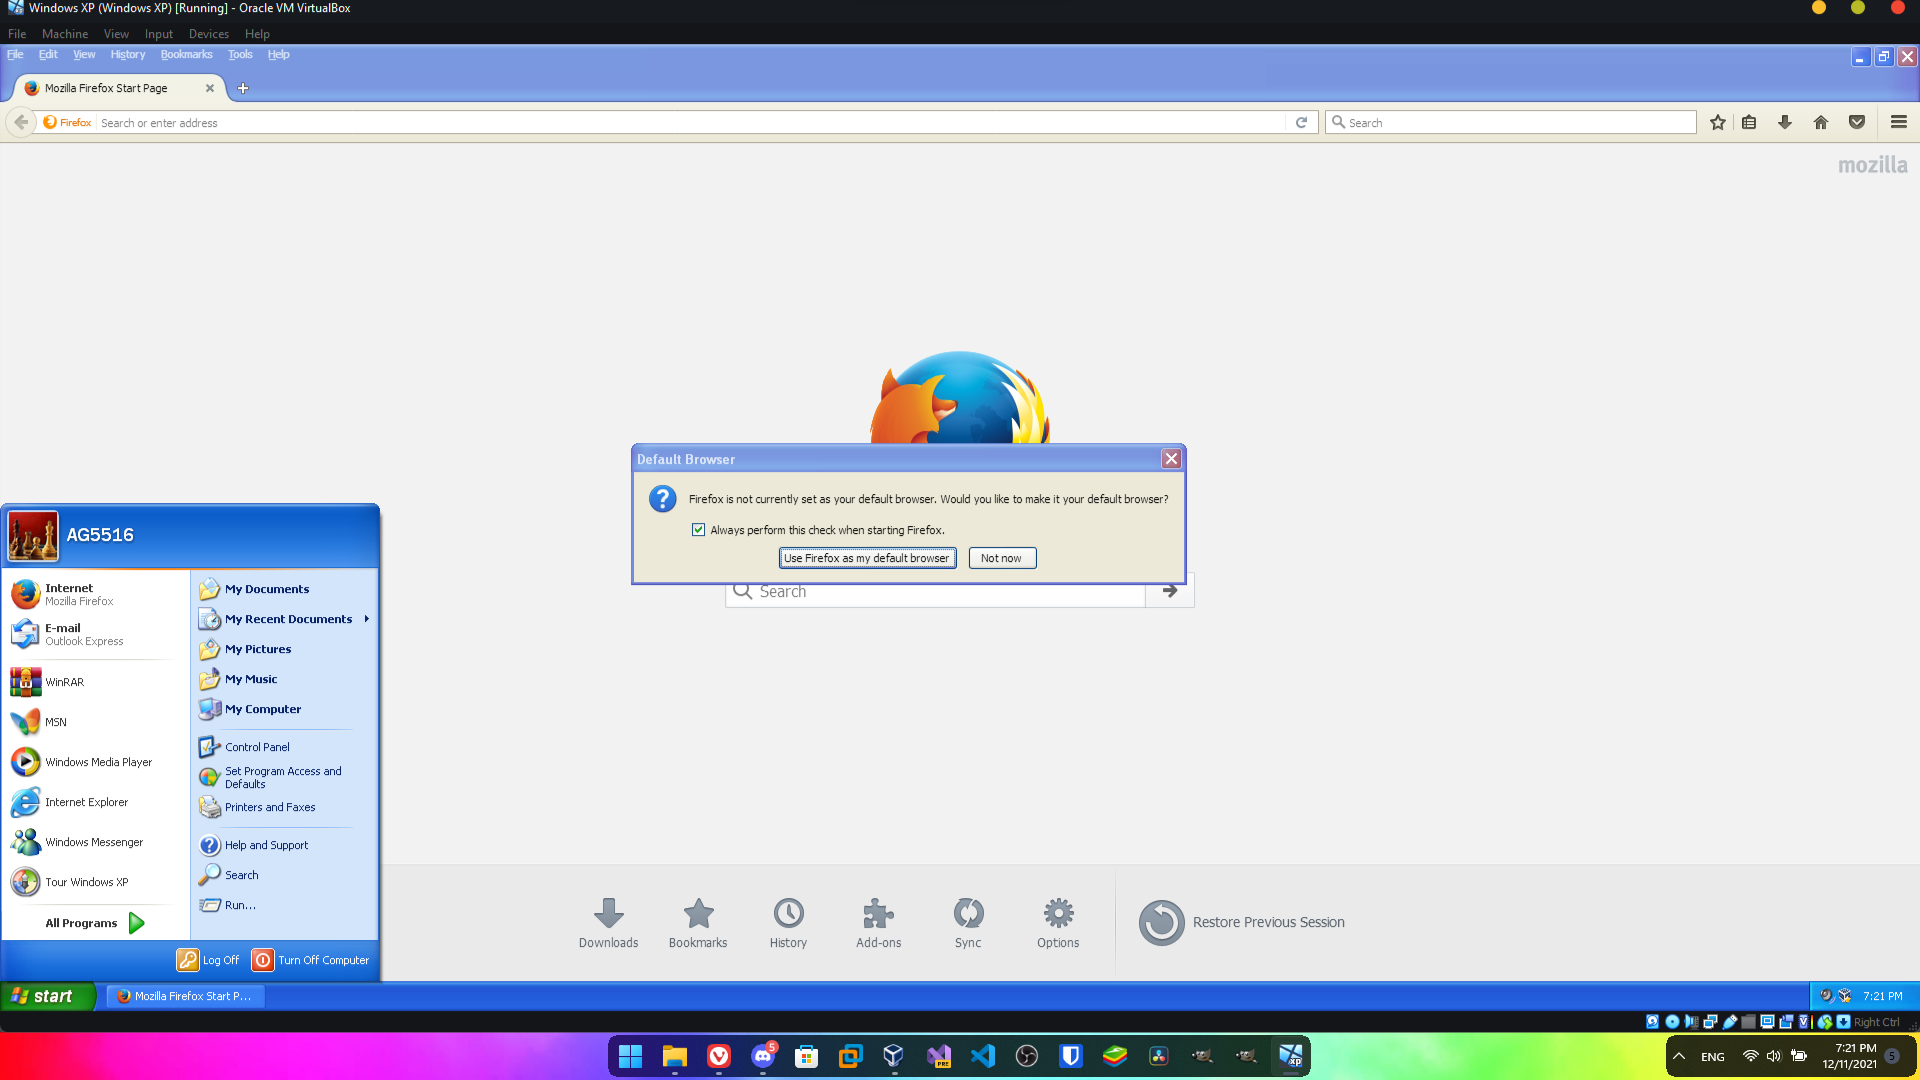 Windows XP (Windows XP) [Running] - Oracle VM VirtualBox
File Machine View Input Devices Help
File Edit View History Bookmarks Tools Help
Mozilla Firefox Start Page
Firefox Search or enter address
Search
mozilla
Default Browser
Firefox is not currently set as your default browser. Would you like to make it your default browser?
Always perform this check when starting Firefox.
Use Firefox as my default browser Not now
Search
AG5516
Internet
Mozilla Firefox
E-mail
Outlook Express
WinRAR
MSN
Windows Media Player
Internet Explorer
Windows Messenger
Tour Windows XP
All Programs
My Documents
My Recent Documents
My Pictures
My Music
My Computer
Control Panel
Set Program Access and
Defaults
Printers and Faxes
Help and Support
Search
Run...
Log Off Turn Off Computer
Downloads Bookmarks History Add-ons Sync Options Restore Previous Session
start Mozilla Firefox Start P... 7:21 PM
Right Ctrl
5
PRE
XP
ENG
7:21 PM
12/11/2021
5